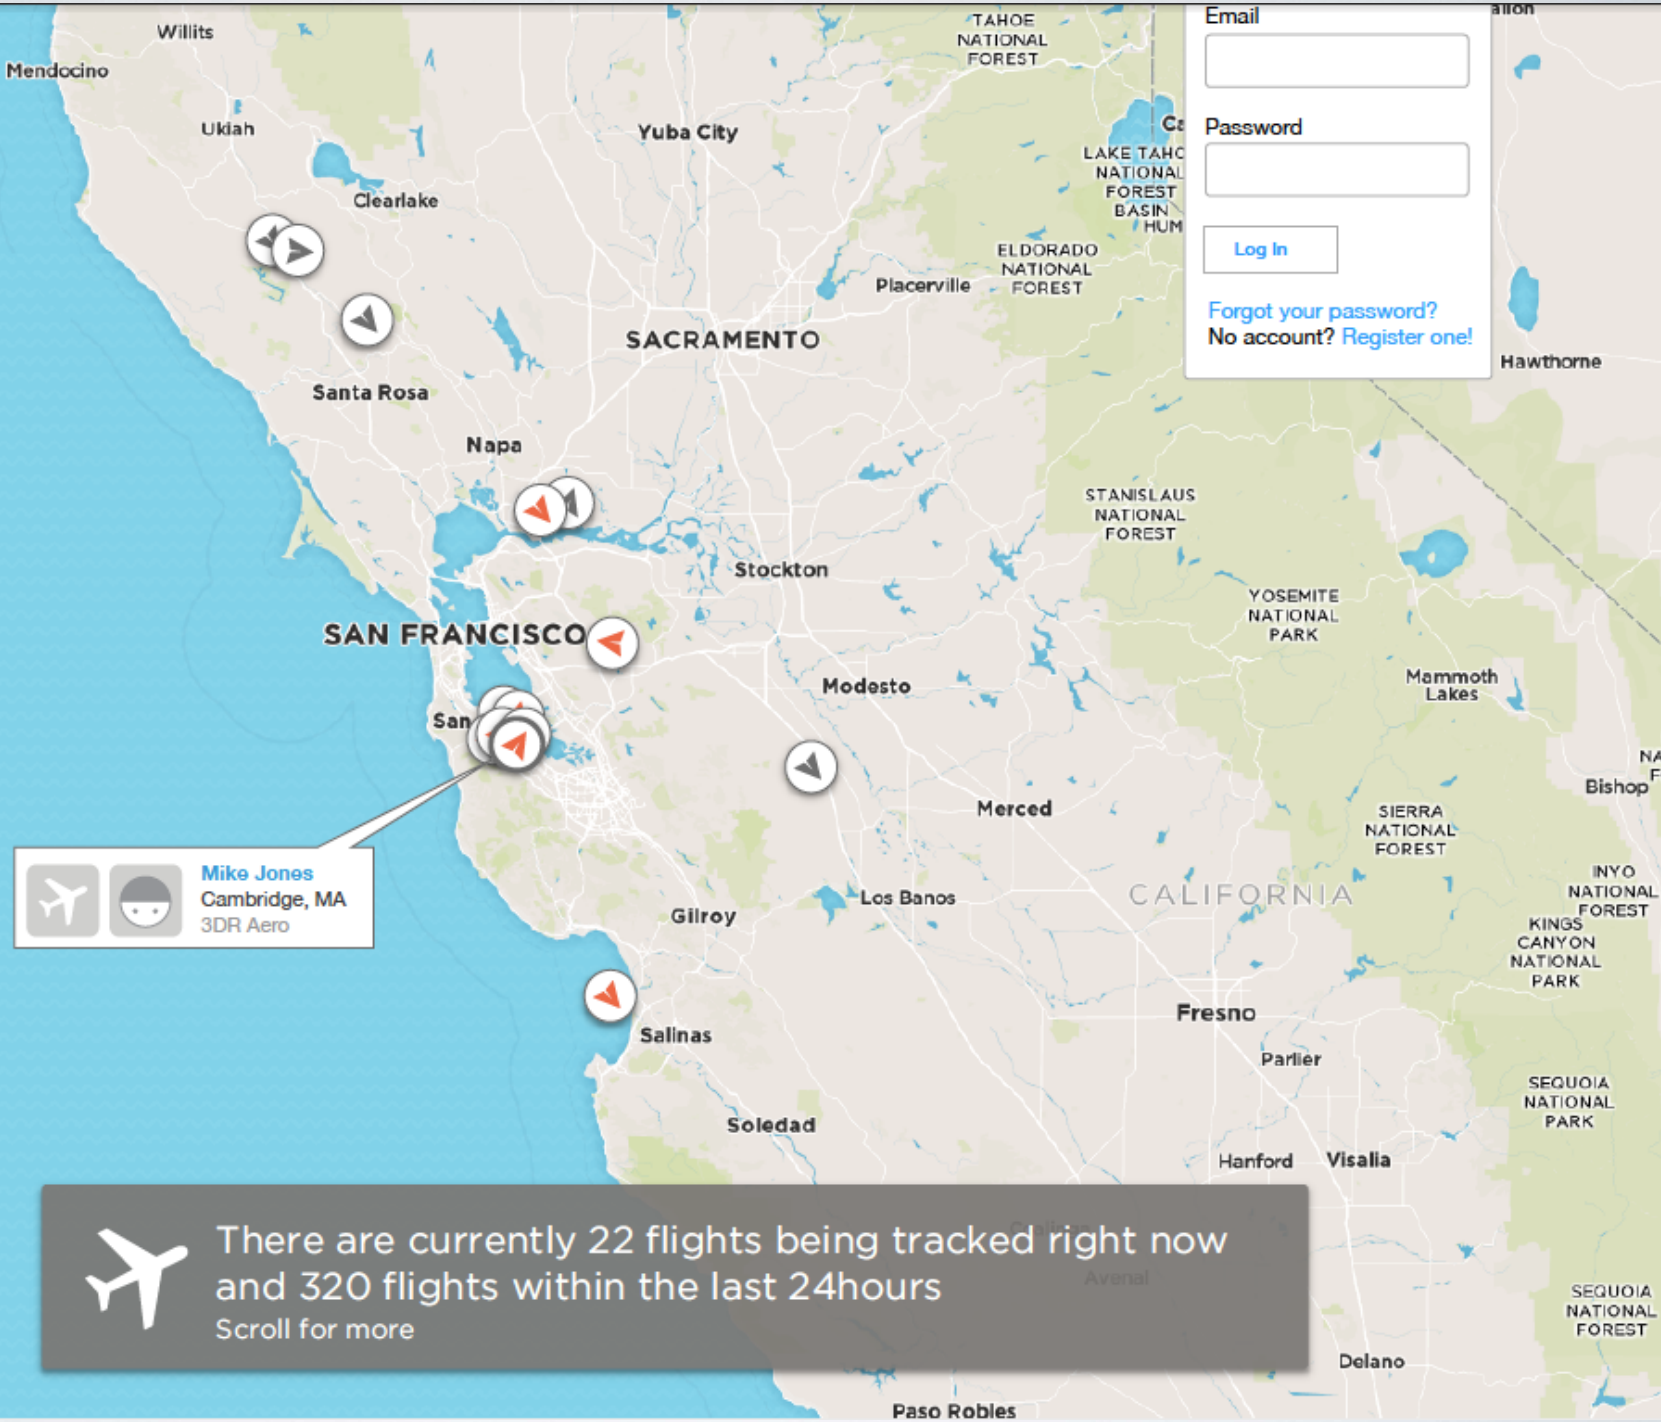 Willits
Mendocino
Ukiah
Clearlake
Yuba City
TAHOE
NATIONAL
FOREST
Email
Password
LAKE
NATIONAL
FOREST
BASIN
ELDORADO
NATIONAL
FOREST
Placerville
Log In
Forgot your password?
No account? Register one!
Hawthorne
SACRAMENTO
Santa Rosa
Napa
STANISLAUS
NATIONAL
FOREST
Stockton
YOSEMITE
NATIONAL
PARK
SAN FRANCISCO
Modesto
Mammoth
Lakes
San
Merced
Bishop
SIERRA
NATIONAL
FOREST
Mike Jones
Cambridge, MA
3DR Aero
Los Banos
CALIFORNIA
INYO
NATIONAL
FOREST
Gilroy
KINGS
CANYON
NATIONAL
PARK
Fresno
Salinas
Parlier
SEQUOIA
NATIONAL
PARK
Soledad
Hanford
Visalia
There are currently 22 flights being tracked right now
and 320 flights within the last 24hours
Scroll for more
Avenal
SEQUOIA
NATIONAL
FOREST
Delano
Paso Robles